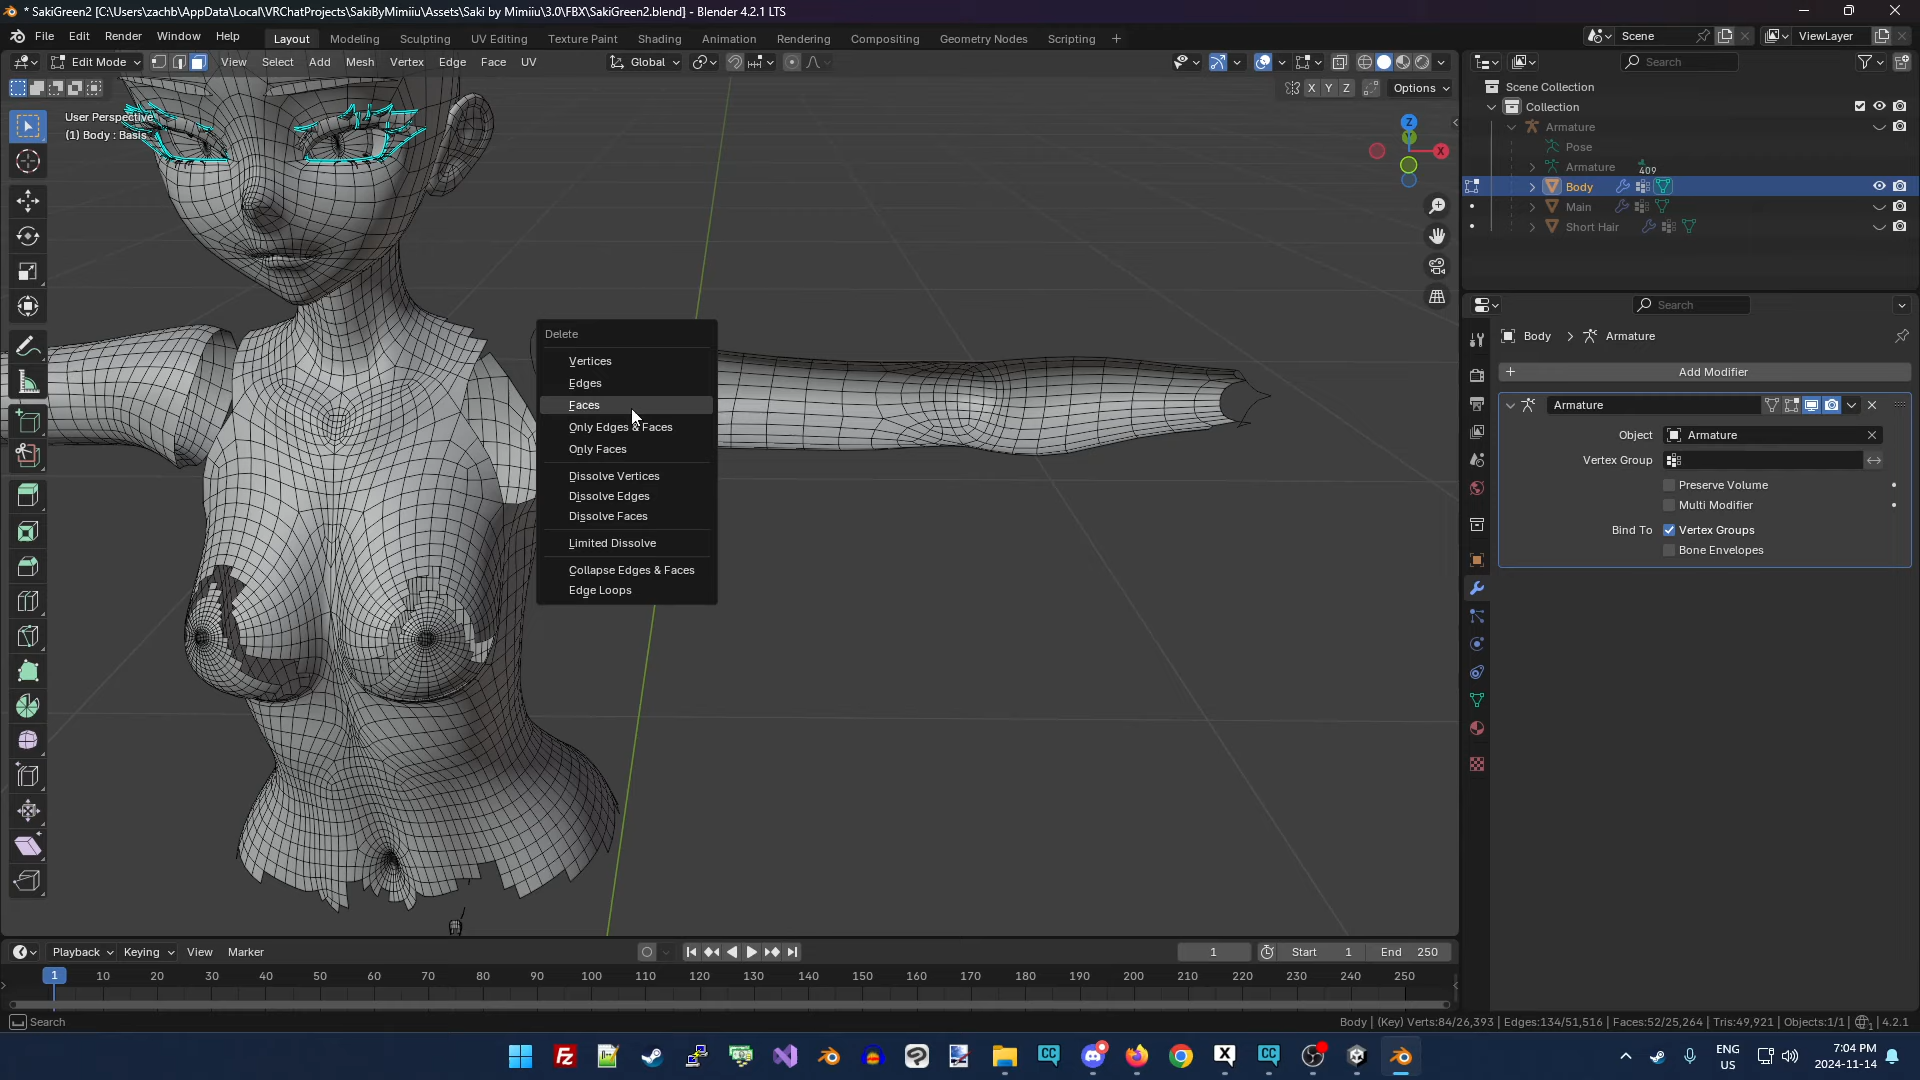 * SakiGreen2 [C:\Users\zachb\AppData\Local\VRChatProjects\SakiByMimiiu\Assets\Saki by Mimiiu\3.0\FBX\SakiGreen2.blend] - Blender 4.2.1 LTS
File Edit Render Window Help Layout Modeling Sculpting UV Editing Texture Paint Shading Animation Rendering Compositing Geometry Nodes Scripting + Scene ViewLayer
Edit Mode View Select Add Mesh Vertex Edge Face UV Global Search
X Y Z Options
Scene Collection
Collection
User Perspective
(1) Body : Basis
Z
X
Armature
Pose
Armature 409
Body
Main
Short Hair
Search
Body > Armature
Add Modifier
Armature
Object Armature
Vertex Group
Preserve Volume
Multi Modifier
Bind To Vertex Groups
Bone Envelopes
Delete
Vertices
Edges
Faces
Only Edges & Faces
Only Faces
Dissolve Vertices
Dissolve Edges
Dissolve Faces
Limited Dissolve
Collapse Edges & Faces
Edge Loops
Playback Keying View Marker 1 Start 1 End 250
1 10 20 30 40 50 60 70 80 90 100 110 120 130 140 150 160 170 180 190 200 210 220 230 240 250
Search Body | (Key) Verts:84/26,393 | Edges:134/51,516 | Faces:52/25,264 | Tris:49,921 | Objects:1/1 | 4.2.1
ENG
US
7:04 PM
2024-11-14